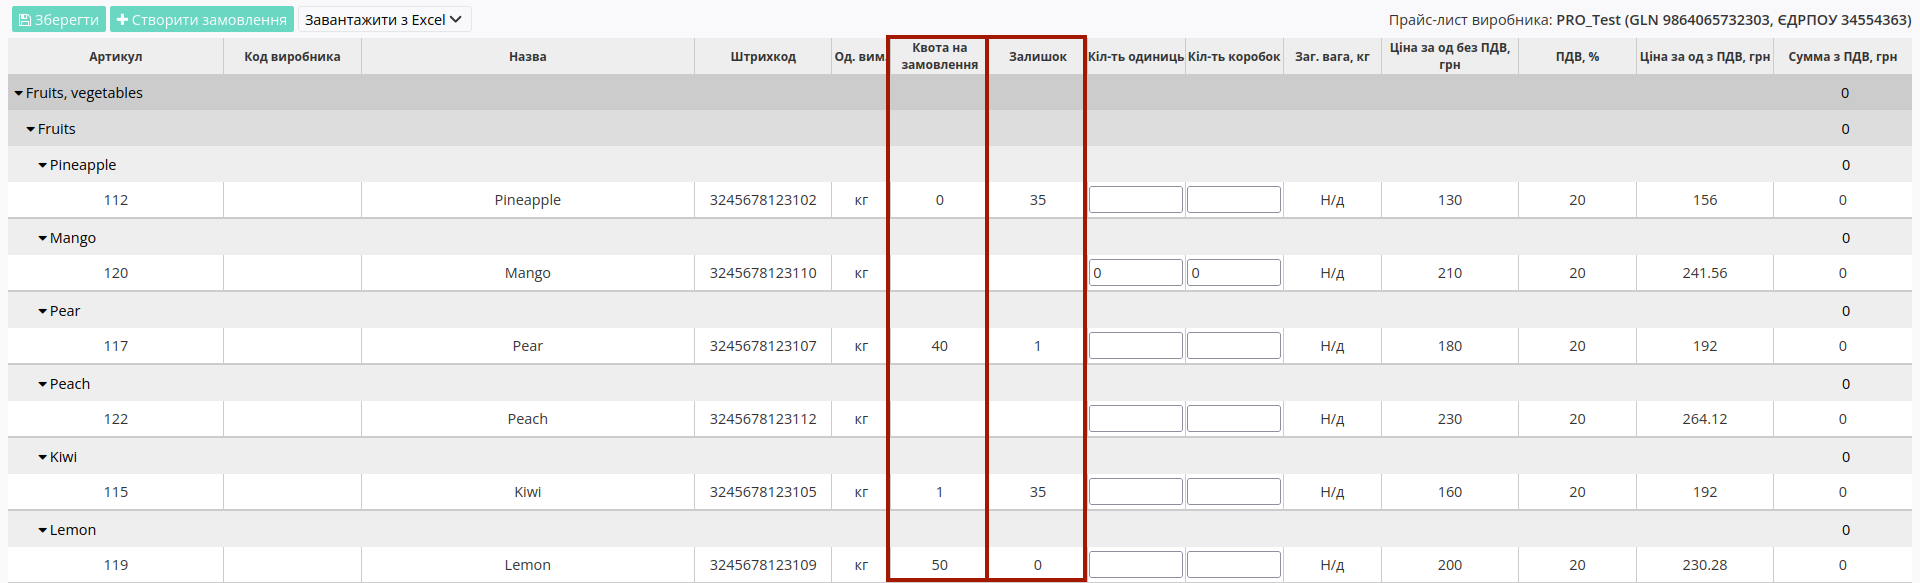 Зберегти Створити замовлення Завантажити з Excel Прайс-лист виробника: PRO_Test (GLN 9864065732303, ЄДРПОУ 34554363)
Артикул Код виробника Назва Штрихкод Од. вим. Квота на замовлення Залишок Кіл-ть одиниць Кіл-ть коробок Заг. вага, кг Ціна за од без ПДВ, грн ПДВ, % Ціна за од з ПДВ, грн Сумма з ПДВ, грн
Fruits, vegetables 0
Fruits 0
Pineapple 0
112 Pineapple 3245678123102 кг 0 35 Н/д 130 20 156 0
Mango 0
120 Mango 3245678123110 кг 0 0 Н/д 210 20 241.56 0
Pear 0
117 Pear 3245678123107 кг 40 1 Н/д 180 20 192 0
Peach 0
122 Peach 3245678123112 кг Н/д 230 20 264.12 0
Kiwi 0
115 Kiwi 3245678123105 кг 1 35 Н/д 160 20 192 0
Lemon 0
119 Lemon 3245678123109 кг 50 0 Н/д 200 20 230.28 0